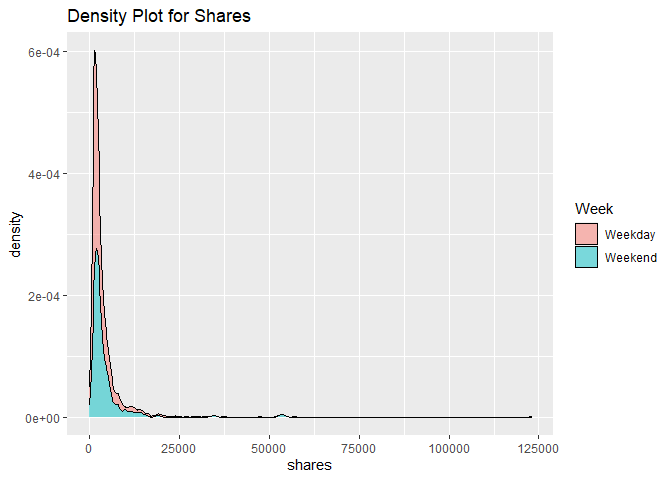 Density Plot for Shares
6e-04
4e-04
2e-04
0e+00
density
0 25000 50000 75000 100000 125000
shares
Week
Weekday
Weekend